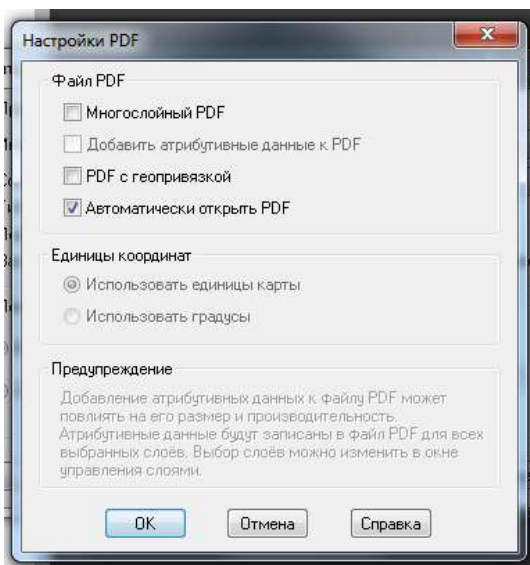 Настройки PDF
Файл PDF
Многослойный PDF
Добавить атрибутивные данные к PDF
PDF с геопривязкой
Автоматически открыть PDF
Единицы координат
Использовать единицы карты
Использовать градусы
Предупреждение
Добавление атрибутивных данных к файлу PDF может
повлиять на его размер и производительность.
Атрибутивные данные будут записаны в файл PDF для всех
выбранных слоёв. Выбор слоёв можно изменить в окне
управления слоями.
OK Отмена Справка